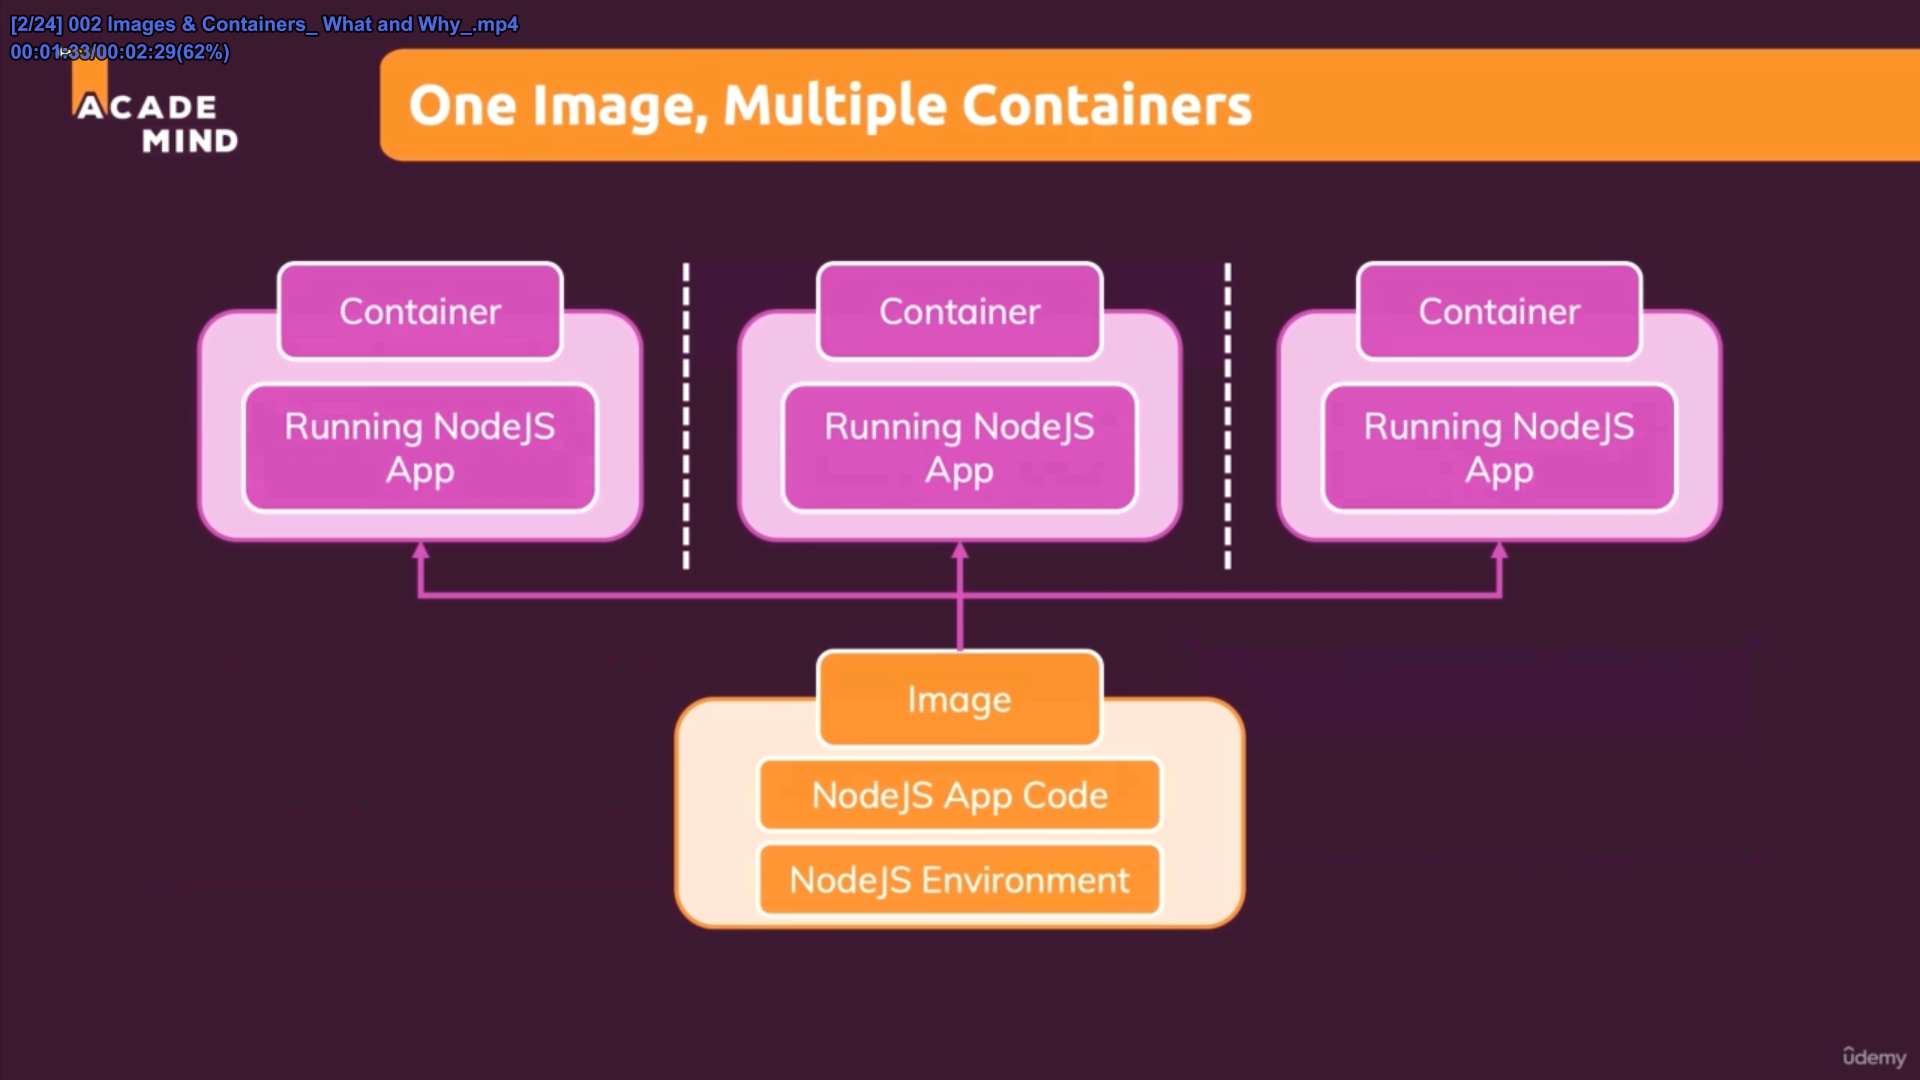 [2/24] 002 Images & Containers_ What and Why_.mp4
00:01:33/00:02:29(62%)
ACADE
MIND
One Image, Multiple Containers
Container
Container
Container
Running NodeJS
App
Running NodeJS
App
Running NodeJS
App
Image
NodeJS App Code
NodeJS Environment
ûdemy